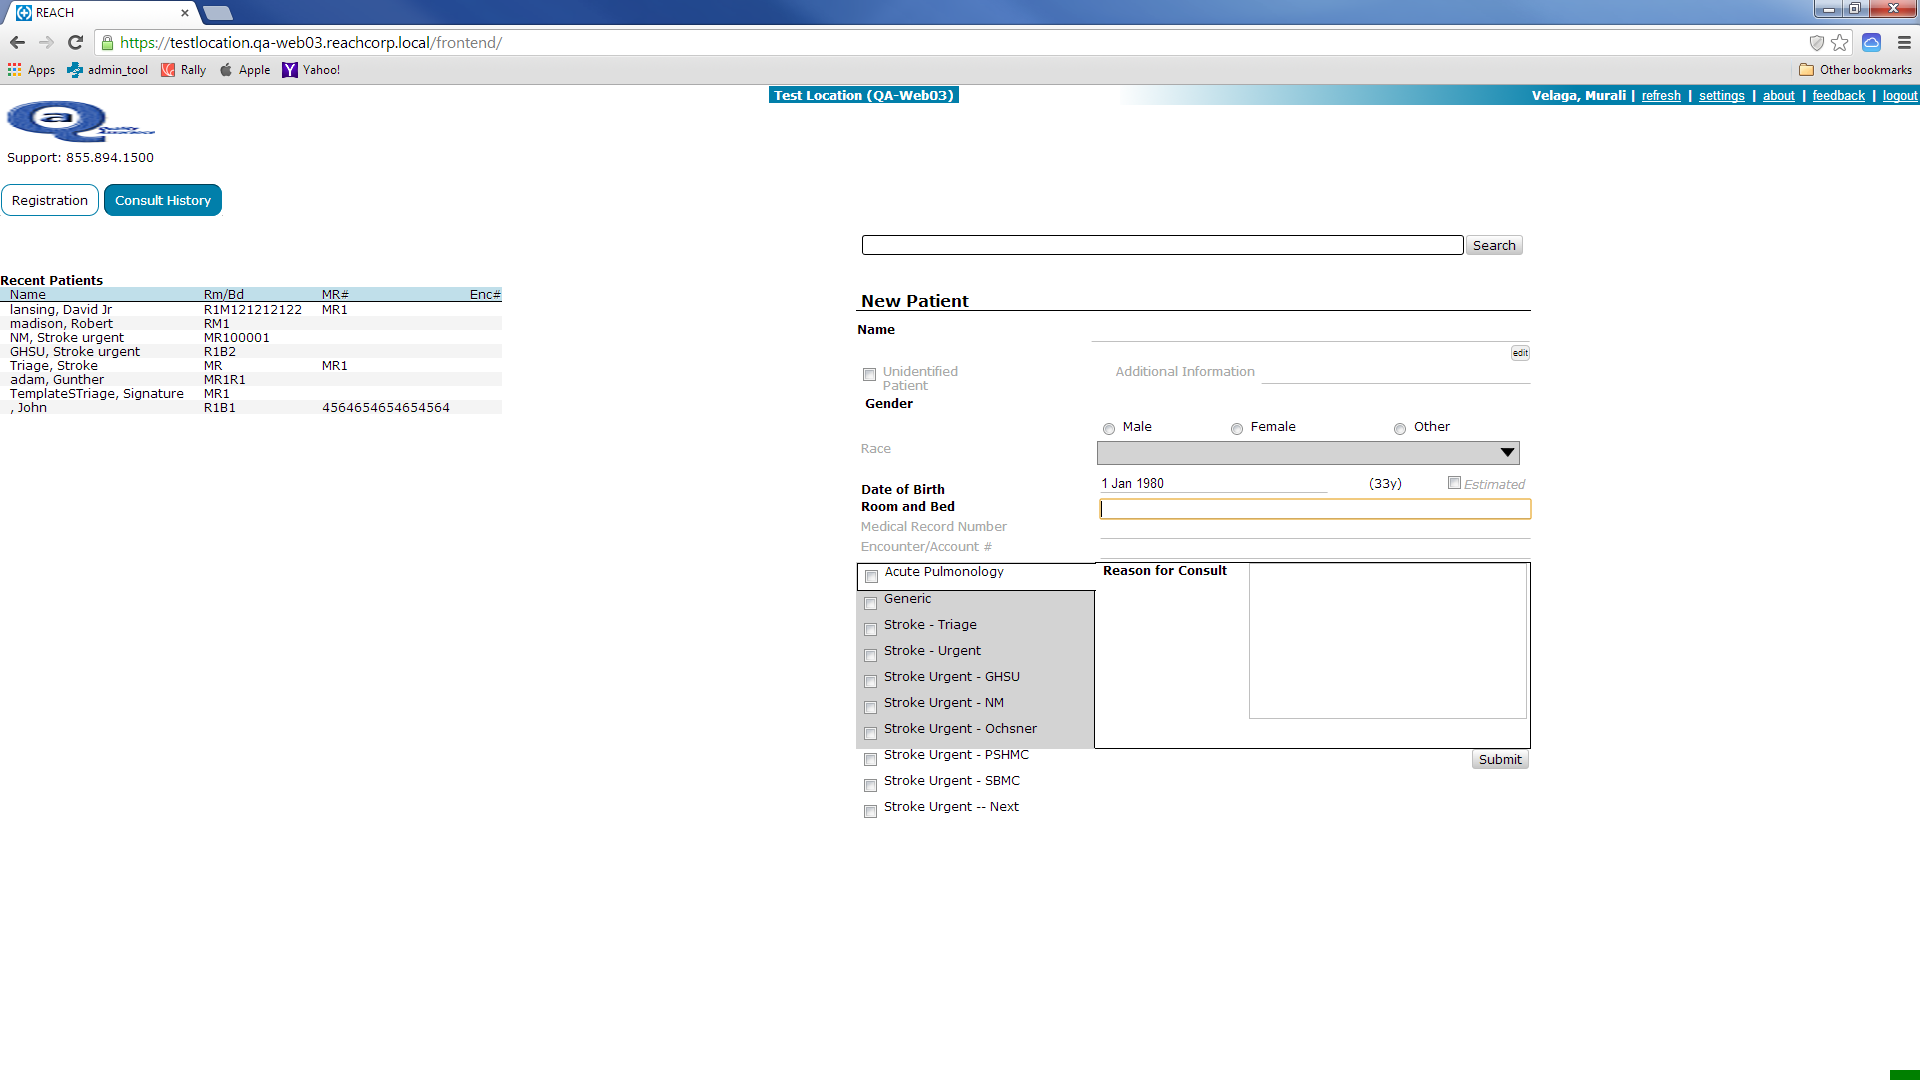 REACH
https://testlocation.qa-web03.reachcorp.local/frontend/
Apps admin_tool Rally Apple Yahoo! Other bookmarks
Test Location (QA-Web03) Velaga, Murali | refresh | settings | about | feedback | logout
a Quality Assurance
Support: 855.894.1500
Registration Consult History
Search
Recent Patients
Name Rm/Bd MR# Enc#
lansing, David Jr R1M121212122 MR1
madison, Robert RM1
NM, Stroke urgent MR100001
GHSU, Stroke urgent R1B2
Triage, Stroke MR MR1
adam, Gunther MR1R1
TemplateSTriage, Signature MR1
, John R1B1 4564654654654564
New Patient
Name
edit
Unidentified Patient Additional Information
Gender
Male Female Other
Race
Date of Birth 1 Jan 1980 (33y) Estimated
Room and Bed
Medical Record Number
Encounter/Account #
Acute Pulmonology Reason for Consult
Generic
Stroke - Triage
Stroke - Urgent
Stroke Urgent - GHSU
Stroke Urgent - NM
Stroke Urgent - Ochsner
Stroke Urgent - PSHMC
Submit
Stroke Urgent - SBMC
Stroke Urgent -- Next